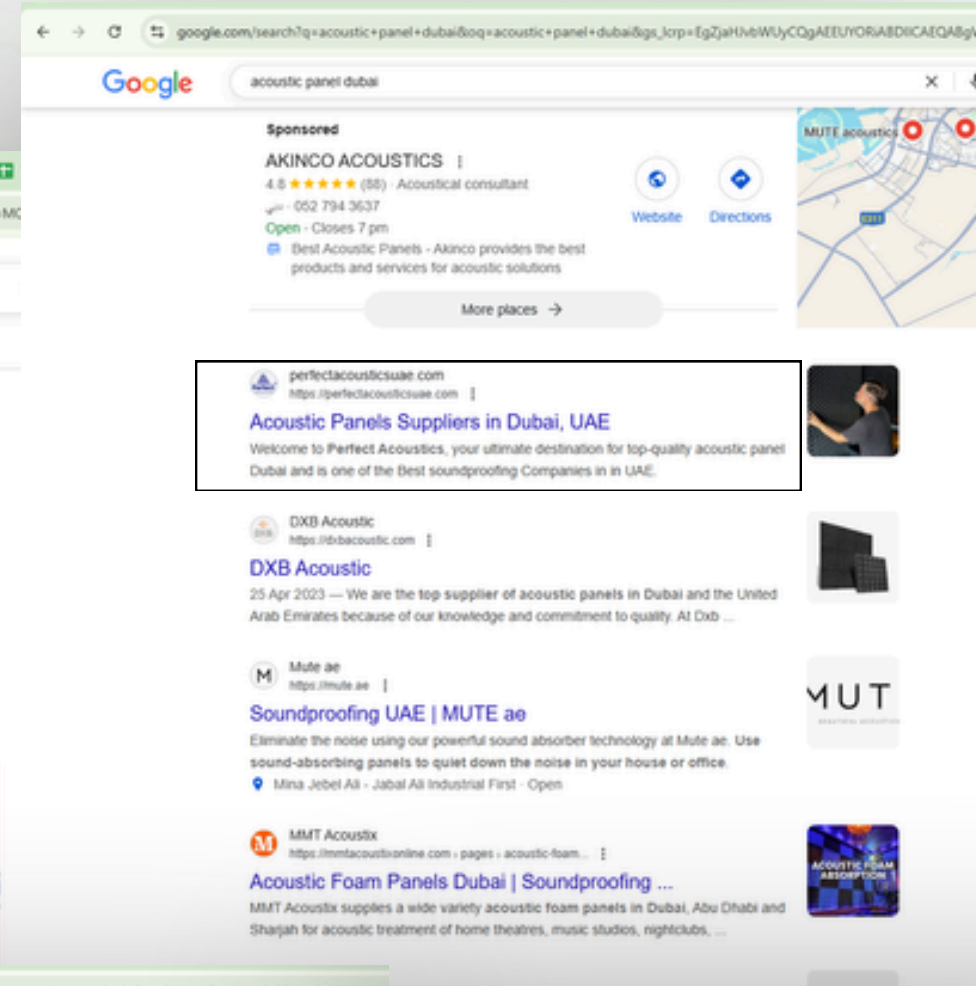 google.com/search?q=acoustic+panel+dubai&oq=acoustic+panel+dubai&gs_lcrp=
Google
acoustic panel dubai
Sponsored
AKINCO ACOUSTICS
4.8 (88) · Acoustical consultant
052 794 3637
Open · Closes 7 pm
Website
Directions
Best Acoustic Panels - Akinco provides the best
products and services for acoustic solutions
More places →
MUTE acoustics
E311
perfectacousticsuae.com
https://perfectacousticsuae.com
Acoustic Panels Suppliers in Dubai, UAE
Welcome to Perfect Acoustics, your ultimate destination for top-quality acoustic panel
Dubai and is one of the Best soundproofing Companies in in UAE.
DXB Acoustic
https://dxbacoustic.com
DXB Acoustic
25 Apr 2023 — We are the top supplier of acoustic panels in Dubai and the United
Arab Emirates because of our knowledge and commitment to quality. At Dxb ...
M
Mute ae
https://mute.ae
Soundproofing UAE | MUTE ae
Eliminate the noise using our powerful sound absorber technology at Mute ae. Use
sound-absorbing panels to quiet down the noise in your house or office.
Mina Jebel Ali - Jabal Ali Industrial First · Open
MUT
M
MMT Acoustix
https://mmtacoustixonline.com › pages › acoustic-foam...
Acoustic Foam Panels Dubai | Soundproofing ...
MMT Acoustix supplies a wide variety acoustic foam panels in Dubai, Abu Dhabi and
Sharjah for acoustic treatment of home theatres, music studios, nightclubs, ...
ACOUSTIC FOAM
ABSORPTION